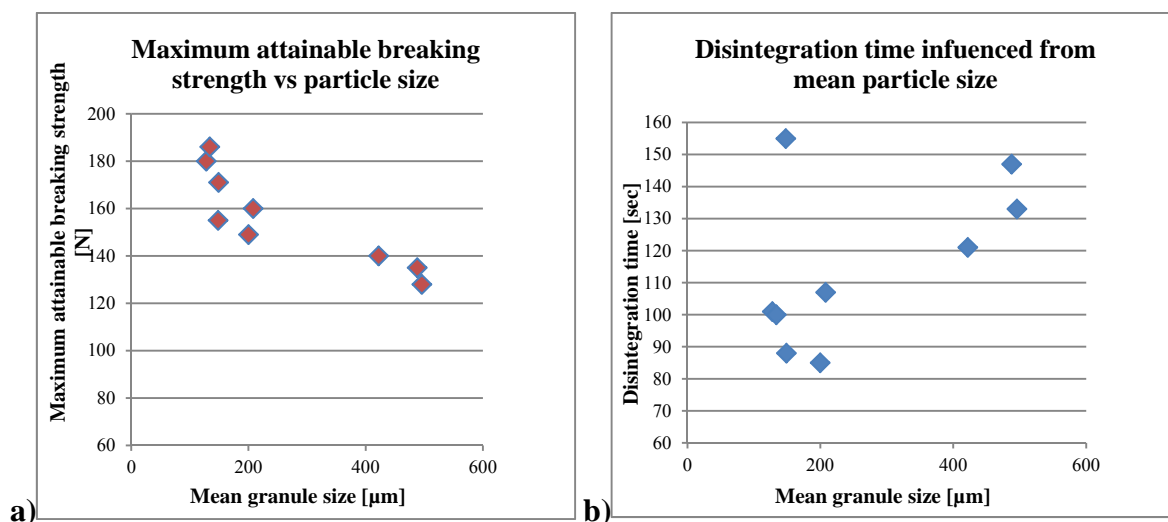 Maximum attainable breaking
strength vs particle size
Maximum attainable breaking strength
[N]
200
180
160
140
120
100
80
60
0
200
400
600
Mean granule size [µm]
a)
Disintegration time infuenced from
mean particle size
Disintegration time [sec]
160
150
140
130
120
110
100
90
80
70
60
0
200
400
600
Mean granule size [µm]
b)